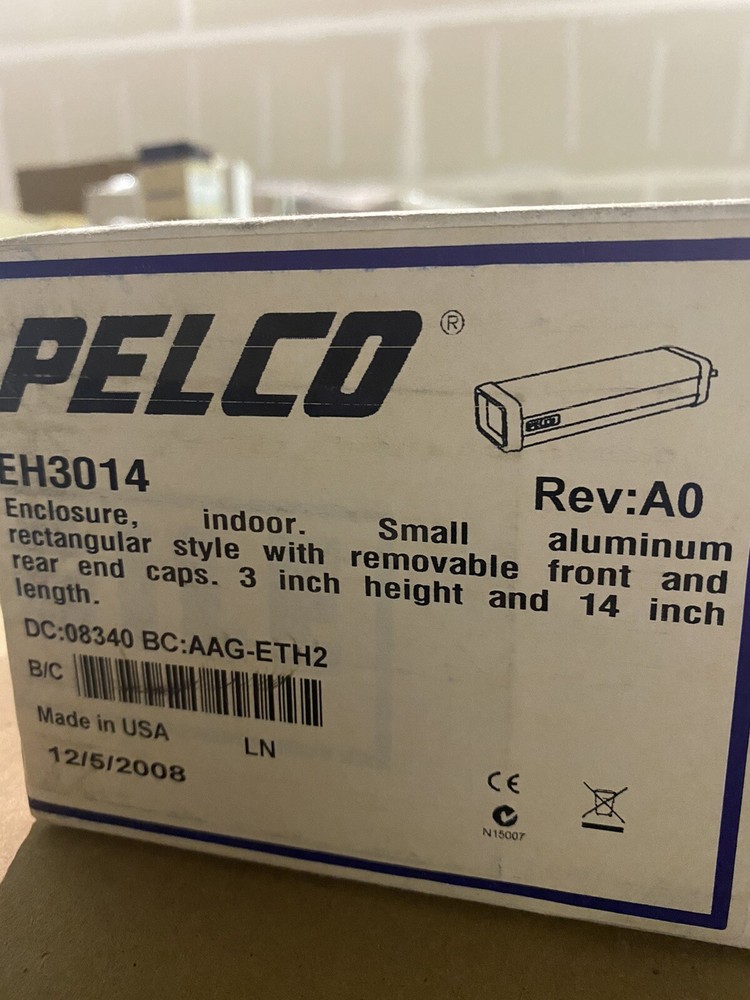 PELCO®
PELCO
EH3014
Rev:A0
Enclosure, indoor. Small aluminum
rectangular style with removable front and
rear end caps. 3 inch height and 14 inch
length.
DC:08340 BC:AAG-ETH2
B/C
Made in USA
LN
12/5/2008
CE
N15007